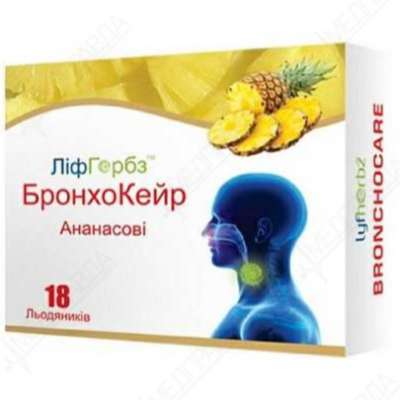 ЛіфГербз™
БронхоКейр
Ананасові
18
Льодяників
Lyfherbz
BRONCHOCARE